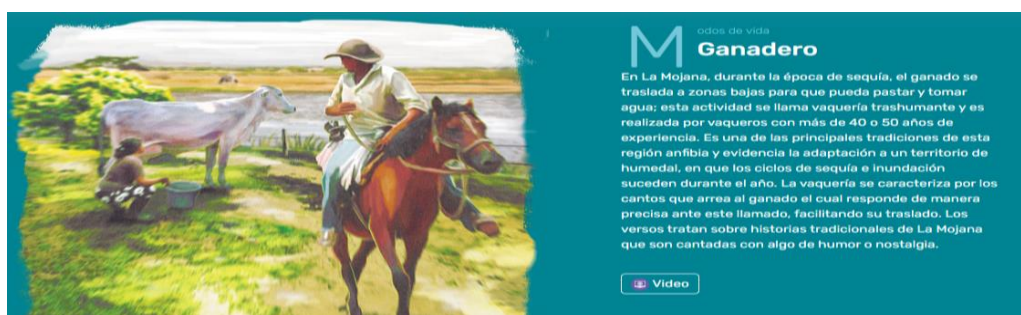 Modos de vida
Ganadero
En La Mojana, durante la época de sequía, el ganado se
traslada a zonas bajas para que pueda pastar y tomar
agua; esta actividad se llama vaquería trashumante y es
realizada por vaqueros con más de 40 o 50 años de
experiencia. Es una de las principales tradiciones de esta
región anfibia y evidencia la adaptación a un territorio de
humedal, en que los ciclos de sequía e inundación
suceden durante el año. La vaquería se caracteriza por los
cantos que arrea al ganado el cual responde de manera
precisa ante este llamado, facilitando su traslado. Los
versos tratan sobre historias tradicionales de La Mojana
que son cantadas con algo de humor o nostalgia.
Video